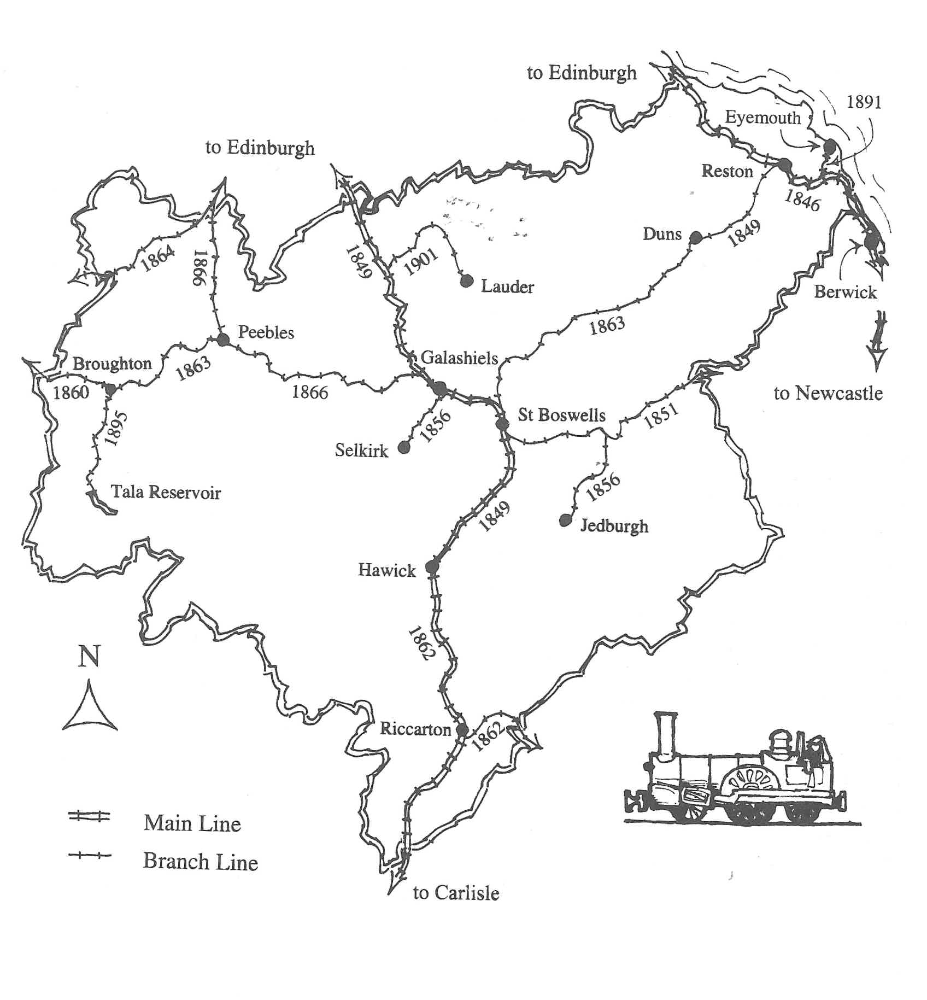 to Edinburgh
1891
Eyemouth
to Edinburgh
Reston
1846
Duns
1849
1864
1866
1849
1901
Lauder
Berwick
1863
Peebles
Galashiels
Broughton
1863
1860
1866
to Newcastle
St Boswells
1851
1895
1856
Selkirk
1856
Tala Reservoir
1849
Jedburgh
Hawick
1862
N
Riccarton
1862
Main Line
Branch Line
to Carlisle